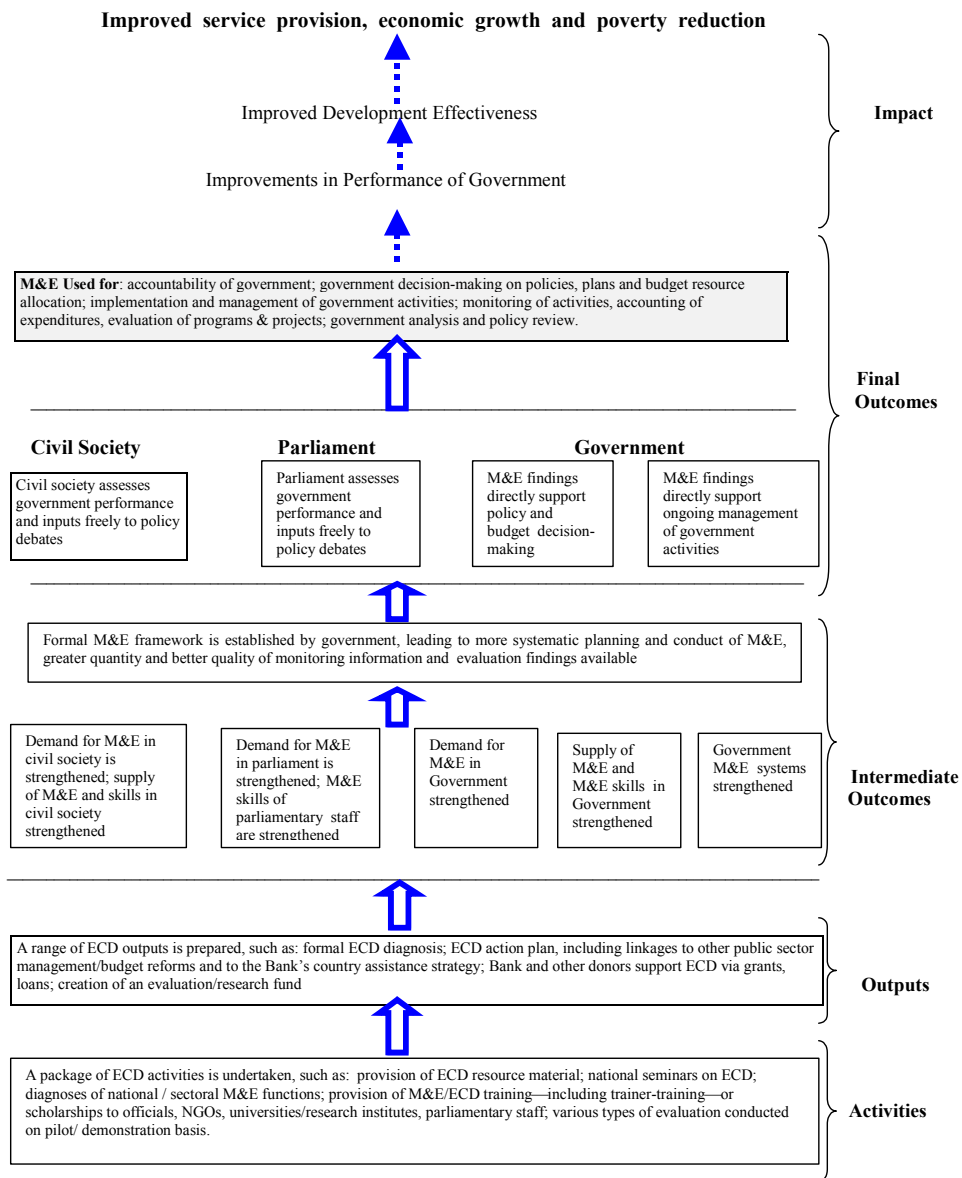 Improved service provision, economic growth and poverty reduction
Improved Development Effectiveness
Impact
Improvements in Performance of Government
M&E Used for: accountability of government; government decision-making on policies, plans and budget resource
allocation; implementation and management of government activities; monitoring of activities, accounting of
expenditures, evaluation of programs & projects; government analysis and policy review.
Final
Outcomes
Civil Society
Parliament
Government
Civil society assesses
government performance
and inputs freely to policy
debates
Parliament assesses
government
performance and
inputs freely to
policy debates
M&E findings
directly support
policy and
budget decision-
making
M&E findings
directly support
ongoing management
of government
activities
Formal M&E framework is established by government, leading to more systematic planning and conduct of M&E,
greater quantity and better quality of monitoring information and evaluation findings available
Demand for M&E in
civil society is
strengthened; supply
of M&E and skills in
civil society
strengthened
Demand for M&E
in parliament is
strengthened; M&E
skills of
parliamentary staff
are strengthened
Demand for
M&E in
Government
strengthened
Supply of
M&E and
M&E skills in
Government
strengthened
Government
M&E systems
strengthened
Intermediate
Outcomes
A range of ECD outputs is prepared, such as: formal ECD diagnosis; ECD action plan, including linkages to other public sector
management/budget reforms and to the Bank's country assistance strategy; Bank and other donors support ECD via grants,
loans; creation of an evaluation/research fund
Outputs
A package of ECD activities is undertaken, such as: provision of ECD resource material; national seminars on ECD;
diagnoses of national / sectoral M&E functions; provision of M&E/ECD training—including trainer-training—or
scholarships to officials, NGOs, universities/research institutes, parliamentary staff; various types of evaluation conducted
on pilot/ demonstration basis.
Activities